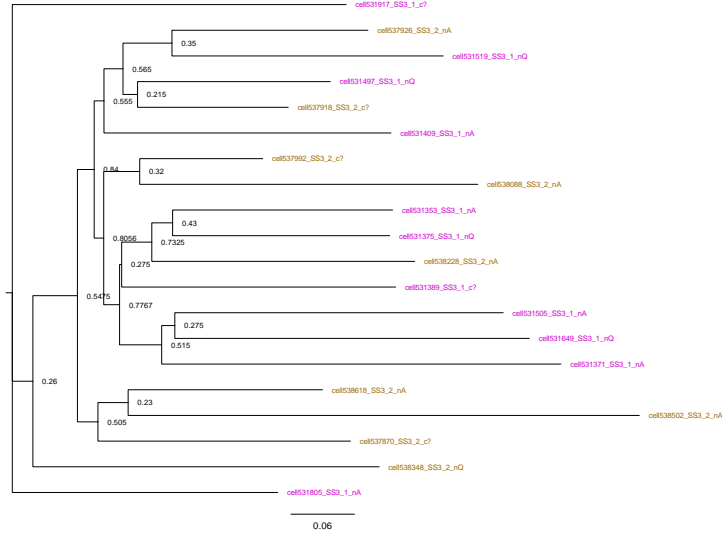 cell531917_SS3_1_c?
cell537926_SS3_2_nA
0.35
cell531519_SS3_1_nQ
0.565
cell531497_SS3_1_nQ
0.555
0.215
cell537918_SS3_2_c?
cell531409_SS3_1_nA
cell537992_SS3_2_c?
0.84
0.32
cell538088_SS3_2_nA
cell531353_SS3_1_nA
0.43
cell531375_SS3_1_nQ
0.8056
0.7325
cell538228_SS3_2_nA
0.275
cell531389_SS3_1_c?
0.5475
0.7767
cell531505_SS3_1_nA
0.275
cell531649_SS3_1_nQ
0.515
cell531371_SS3_1_nA
0.26
cell538618_SS3_2_nA
0.23
cell538502_SS3_2_nA
0.505
cell537870_SS3_2_c?
cell538348_SS3_2_nQ
cell531805_SS3_1_nA
0.06